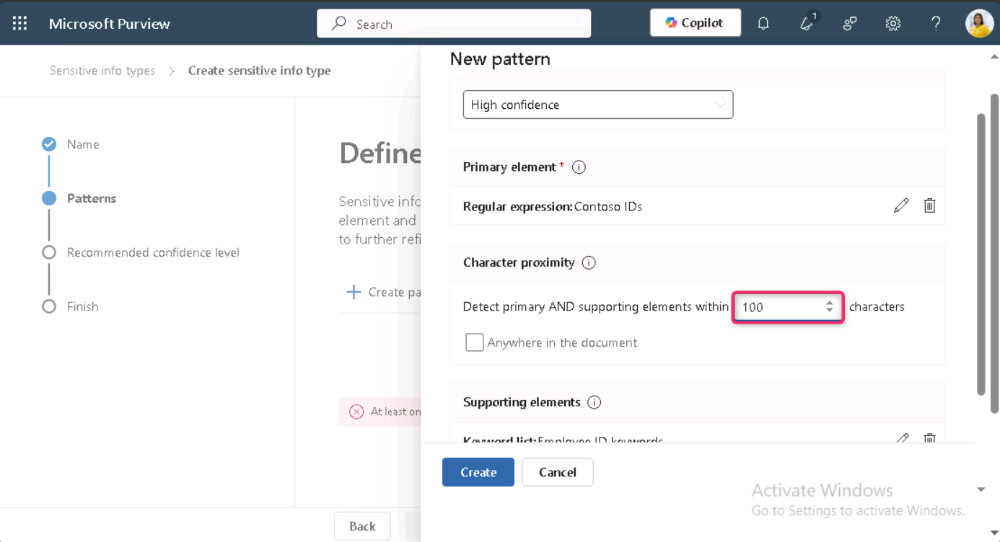 Microsoft Purview
Search
Copilot
1
Sensitive info types > Create sensitive info type
Name
Patterns
Recommended confidence level
Finish
Define
Sensitive info
element and
to further refi
+ Create pa
At least on
Back
New pattern
High confidence
Primary element *
Regular expression:Contoso IDs
Character proximity
Detect primary AND supporting elements within 100 characters
Anywhere in the document
Supporting elements
Keyword list:Employee ID keywords
Create
Cancel
Activate Windows
Go to Settings to activate Windows.